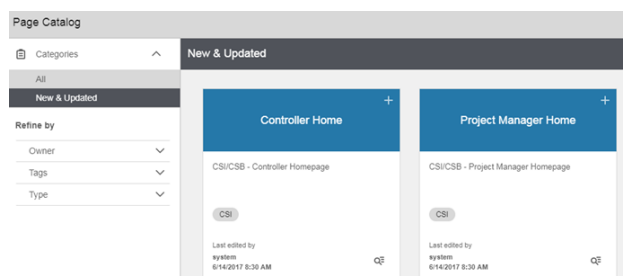 Page Catalog
Categories
All
New & Updated
Refine by
Owner
Tags
Type
New & Updated
Controller Home
CSI/CSB - Controller Homepage
CSI
Last edited by
system
6/14/2017 8:30 AM
Project Manager Home
CSI/CSB - Project Manager Homepage
CSI
Last edited by
system
6/14/2017 8:30 AM